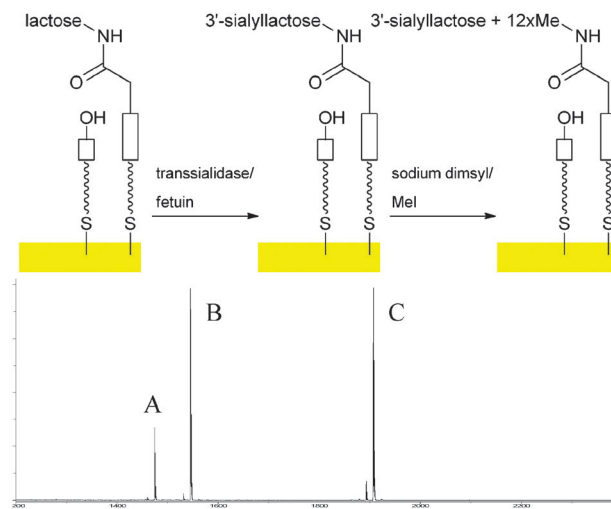 lactose
NH
O
OH
S
S
transsialidase/
fetuin
3'-sialyllactose
NH
O
OH
S
S
sodium dimsyl/
MeI
3'-sialyllactose + 12xMe
NH
O
OH
S
S
A
B
C
200
1400
1600
1800
2000
2200